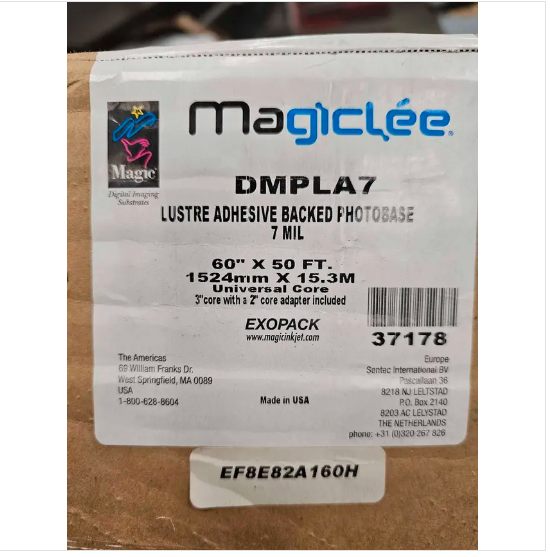 Magiclée
Magic
Digital Imaging
Substrates
DMPLA7
LUSTRE ADHESIVE BACKED PHOTOBASE
7 MIL
60" X 50 FT.
1524mm X 15.3M
Universal Core
3"core with a 2" core adapter included
EXOPACK
www.magicinkjet.com
37178
The Americas
69 William Franks Dr.
West Springfield, MA 0089
USA
1-800-628-8604
Made in USA
Europe
Sentec International BV
Pascallaan 36
8218 NJ LELTSTAD
P.O. Box 2140
8203 AC LELYSTAD
THE NETHERLANDS
phone: +31 (0)320 267 826
EF8E82A160H